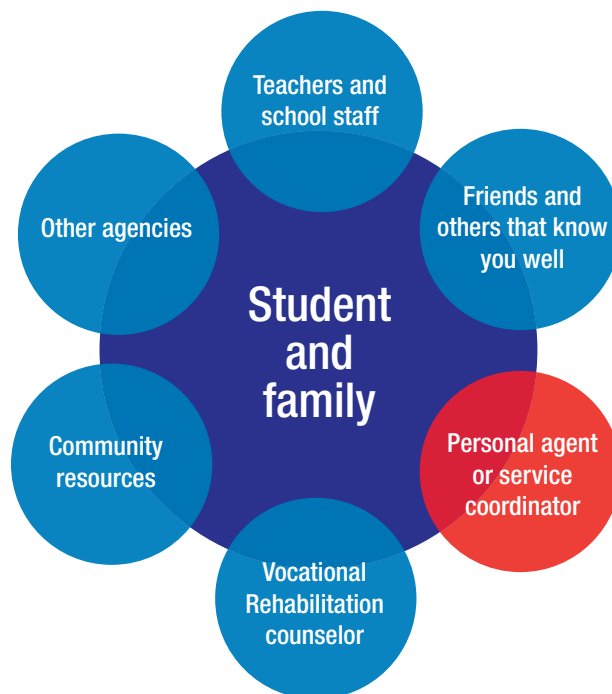 Teachers and
school staff
Friends and
others that know
you well
Other agencies
Student
and
family
Personal agent
or service
coordinator
Community
resources
Vocational
Rehabilitation
counselor